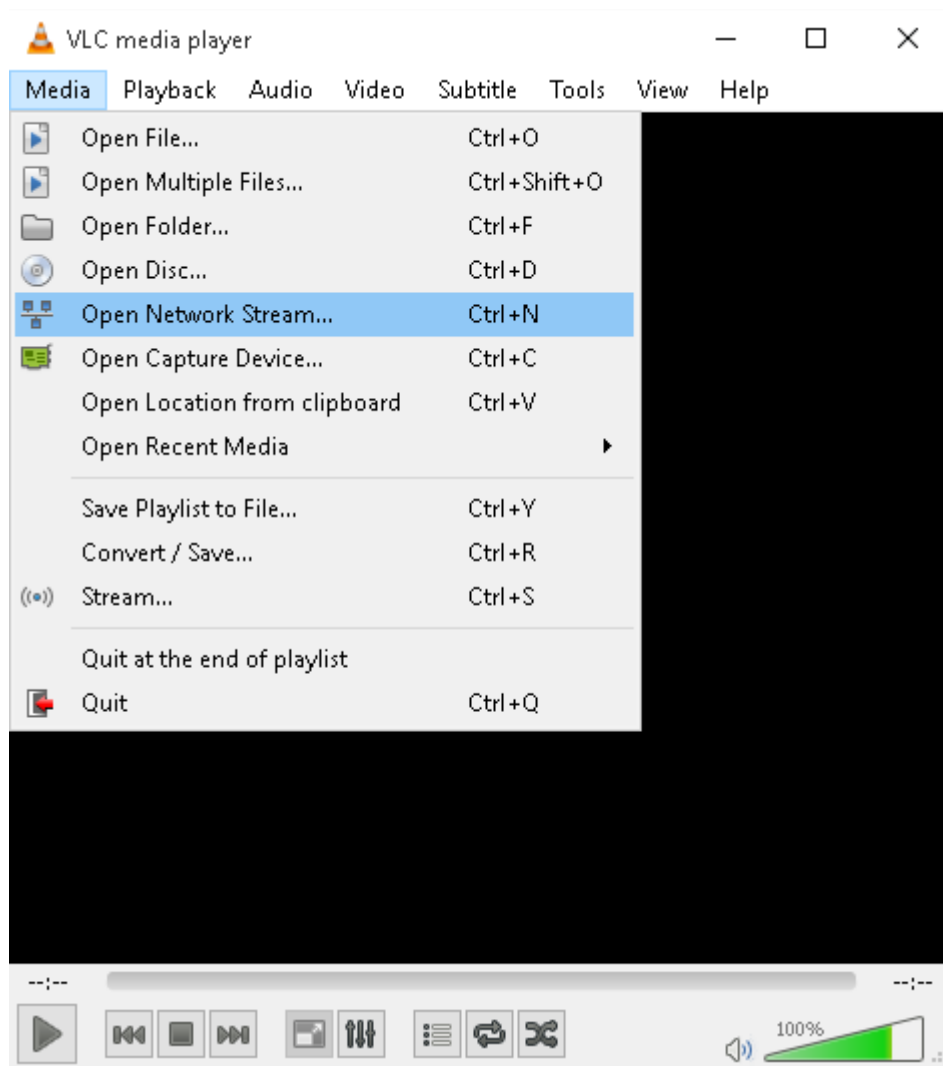 VLC media player
Media Playback Audio Video Subtitle Tools View Help
Open File... Ctrl+O
Open Multiple Files... Ctrl+Shift+O
Open Folder... Ctrl+F
Open Disc... Ctrl+D
Open Network Stream... Ctrl+N
Open Capture Device... Ctrl+C
Open Location from clipboard Ctrl+V
Open Recent Media
Save Playlist to File... Ctrl+Y
Convert / Save... Ctrl+R
Stream... Ctrl+S
Quit at the end of playlist
Quit Ctrl+Q
--:-- --:--
100%